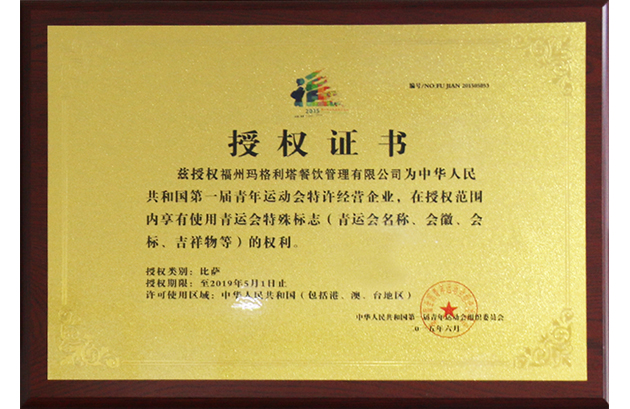 2015
编号/NO FU JIAN 20150503
授权证书
兹授权福州玛格利塔餐饮管理有限公司为中华人民
共和国第一届青年运动会特许经营企业，在授权范围
内享有使用青运会特殊标志（青运会名称、会徽、会
标、吉祥物等）的权利。
授权类别：比萨
授权期限：至2019年5月1日止
许可使用区域：中华人民共和国（包括港、澳、台地区）
中华人民共和国第一届青年运动会组织委员会
五年六月